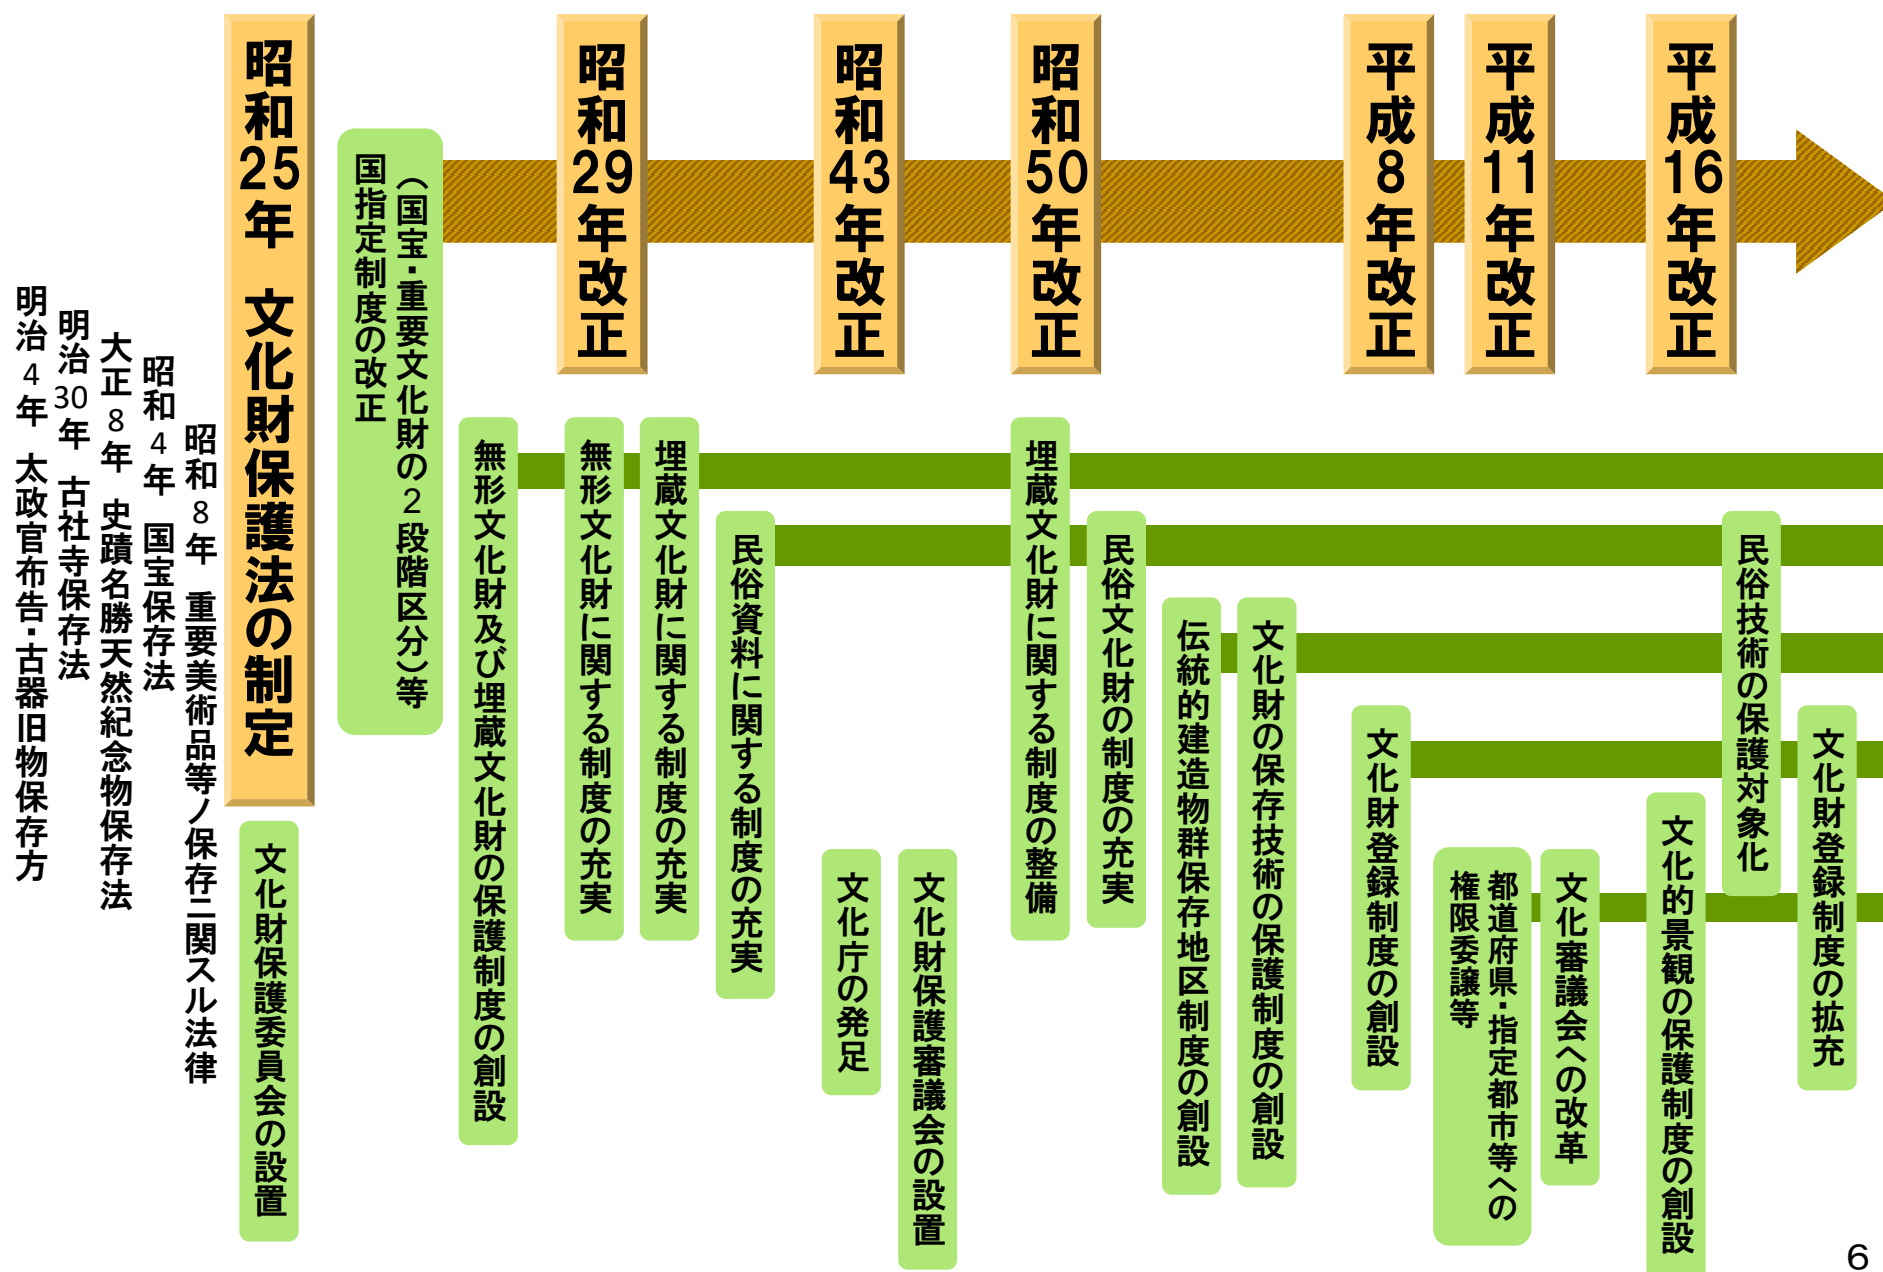 明治4年 太政官布告・古器旧物保存方
明治30年 古社寺保存法
大正8年 史蹟名勝天然紀念物保存法
昭和4年 国宝保存法
昭和8年 重要美術品等ノ保存ニ関スル法律
昭和25年 文化財保護法の制定
文化財保護委員会の設置
国指定制度の改正
（国宝・重要文化財の２段階区分）等
無形文化財及び埋蔵文化財の保護制度の創設
昭和29年改正
無形文化財に関する制度の充実
埋蔵文化財に関する制度の充実
民俗資料に関する制度の充実
昭和43年改正
文化庁の発足
文化財保護審議会の設置
昭和50年改正
埋蔵文化財に関する制度の整備
民俗文化財の制度の充実
伝統的建造物群保存地区制度の創設
文化財の保存技術の保護制度の創設
平成8年改正
文化財登録制度の創設
平成11年改正
都道府県・指定都市等への
権限委譲等
文化審議会への改革
平成16年改正
文化的景観の保護制度の創設
民俗技術の保護対象化
文化財登録制度の拡充
6